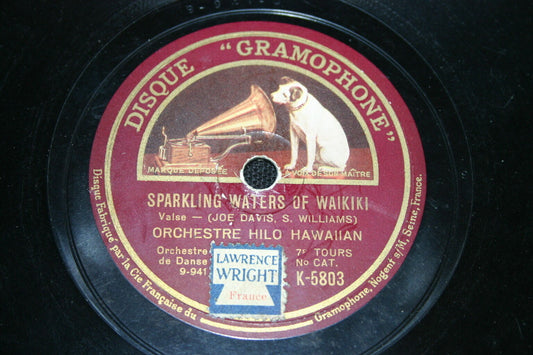 DISQUE "GRAMOPHONE"
MARQUE DEPOSÉE
LA VOIX DE SON MAÎTRE
SPARKLING WATERS OF WAIKIKI
Valse — (JOE DAVIS, S. WILLIAMS)
ORCHESTRE HILO HAWAIIAN
Orchestre
de Danse
9-941
LAWRENCE
WRIGHT
France
TOURS
No CAT.
K-5803
Disque Fabriqué par la Cie Française du Gramophone, Nogent s/M, Seine, France.